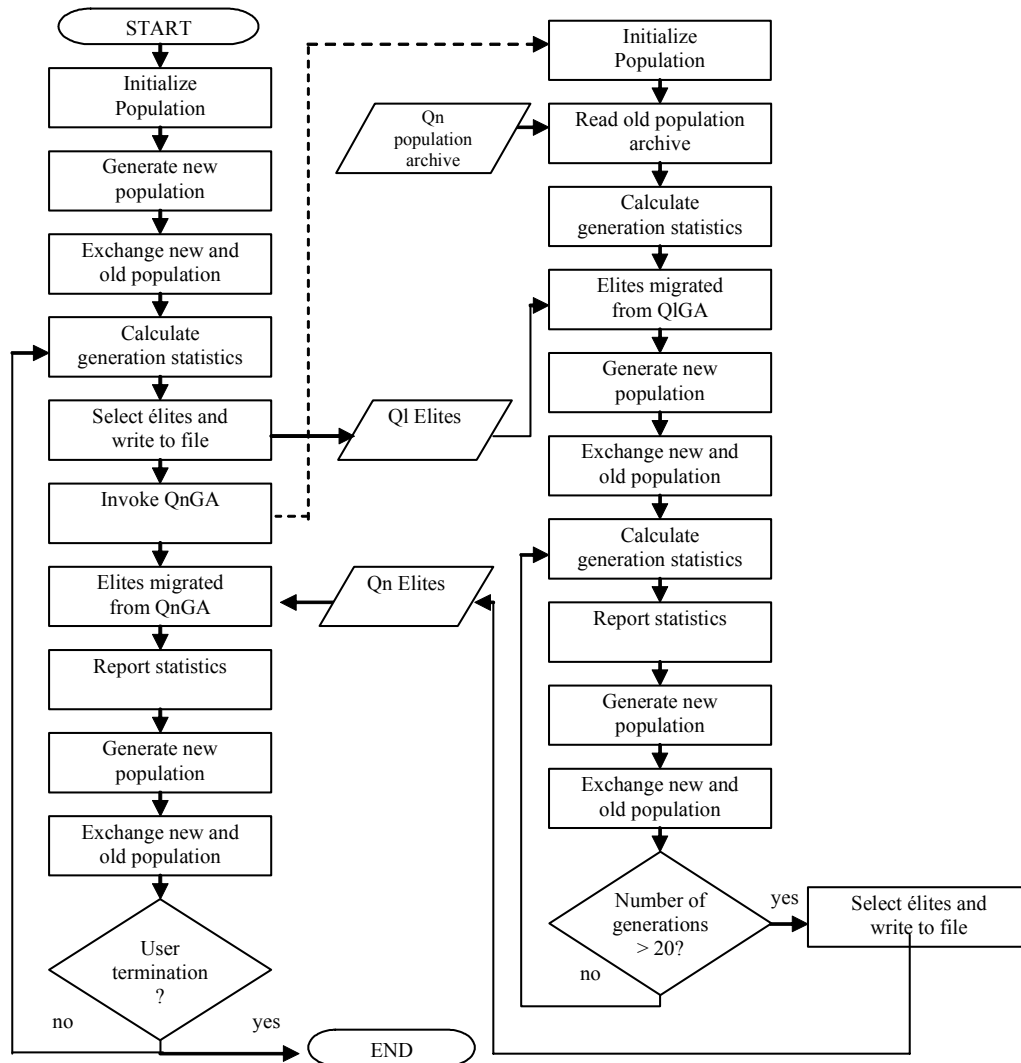 START
Initialize
Population
Generate new
population
Exchange new and
old population
Calculate
generation statistics
Select élites and
write to file
Invoke QnGA
Elites migrated
from QnGA
Report statistics
Generate new
population
Exchange new and
old population
User
termination
?
no
yes
END
Ql Elites
Qn Elites
Initialize
Population
Qn
population
archive
Read old population
archive
Calculate
generation statistics
Elites migrated
from QlGA
Generate new
population
Exchange new and
old population
Calculate
generation statistics
Report statistics
Generate new
population
Exchange new and
old population
Number of
generations
> 20?
no
yes
Select élites and
write to file